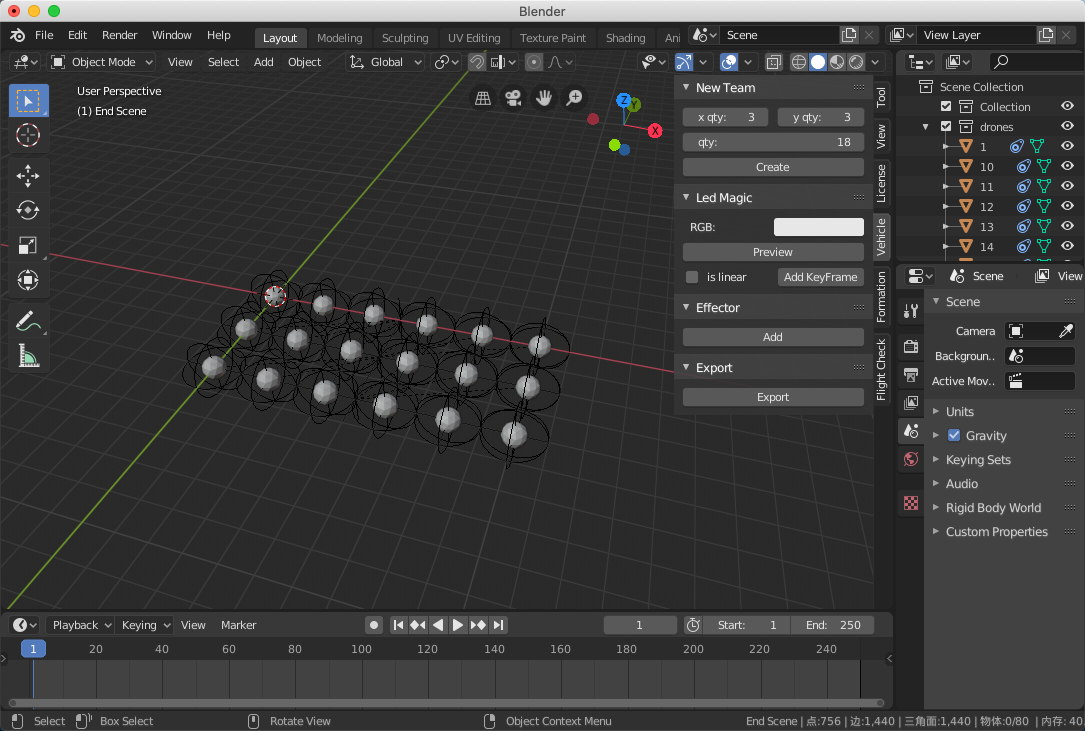 Blender
File Edit Render Window Help Layout Modeling Sculpting UV Editing Texture Paint Shading Ani Scene View Layer
Object Mode View Select Add Object Global
User Perspective
(1) End Scene
Z
Y
X
New Team
x qty: 3 y qty: 3
qty: 18
Create
Led Magic
RGB:
Preview
is linear Add KeyFrame
Effector
Add
Export
Export
Tool
View
License
Vehicle
Formation
Flight Check
Scene Collection
Collection
drones
1
10
11
12
13
14
Scene View
Scene
Camera
Backgroun..
Active Mov..
Units
Gravity
Keying Sets
Audio
Rigid Body World
Custom Properties
Playback Keying View Marker 1 Start: 1 End: 250
1 20 40 60 80 100 120 140 160 180 200 220 240
Select Box Select Rotate View Object Context Menu End Scene | 点:756 | 边:1,440 | 三角面:1,440 | 物体:0/80 | 内存: 40.